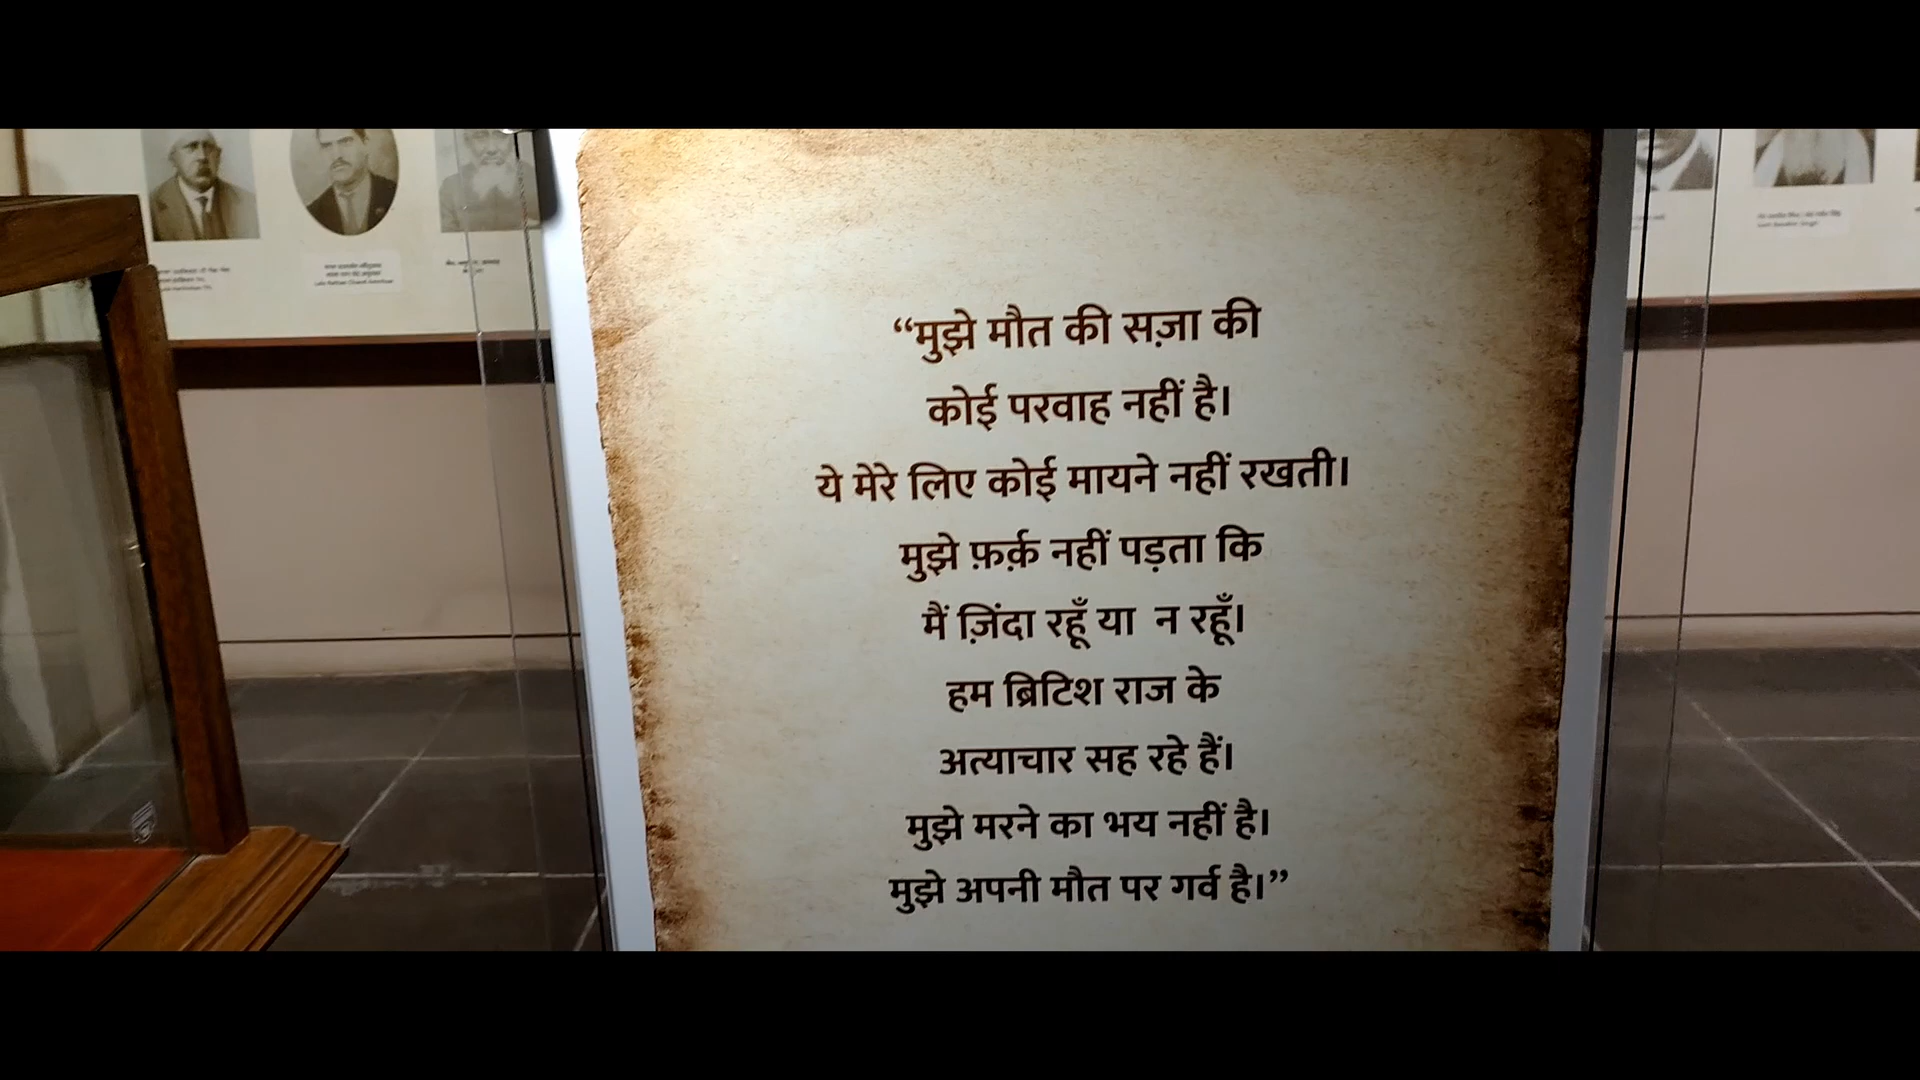 “मुझे मौत की सज़ा की
कोई परवाह नहीं है।
ये मेरे लिए कोई मायने नहीं रखती।
मुझे फ़र्क़ नहीं पड़ता कि
मैं ज़िंदा रहूँ या न रहूँ।
हम ब्रिटिश राज के
अत्याचार सह रहे हैं।
मुझे मरने का भय नहीं है।
मुझे अपनी मौत पर गर्व है।”